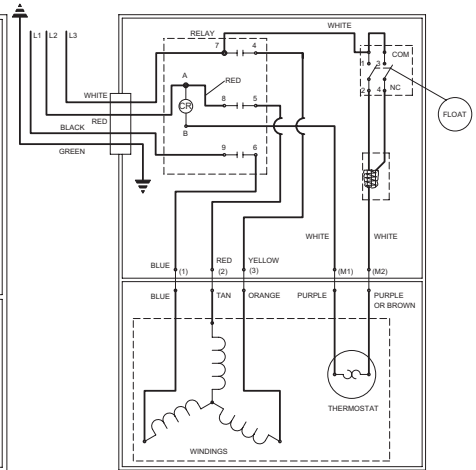 WHITE
RELAY
L1 L2 L3
7 4
COM
1 3
A
RED
WHITE
CR
2 4 NC
8 5
FLOAT
RED
B
BLACK
9 6
GREEN
WHITE WHITE
BLUE RED YELLOW
(1) (2) (3) (M1) (M2)
BLUE TAN ORANGE PURPLE PURPLE
OR BROWN
THERMOSTAT
WINDINGS